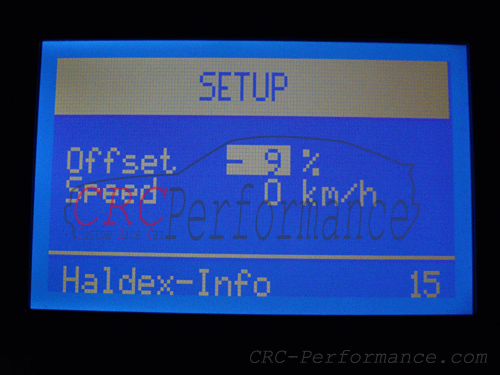 SETUP
Offset - 9 %
Speed 0 km/h
CRC Performance
Haldex-Info 15
CRC-Performance.com